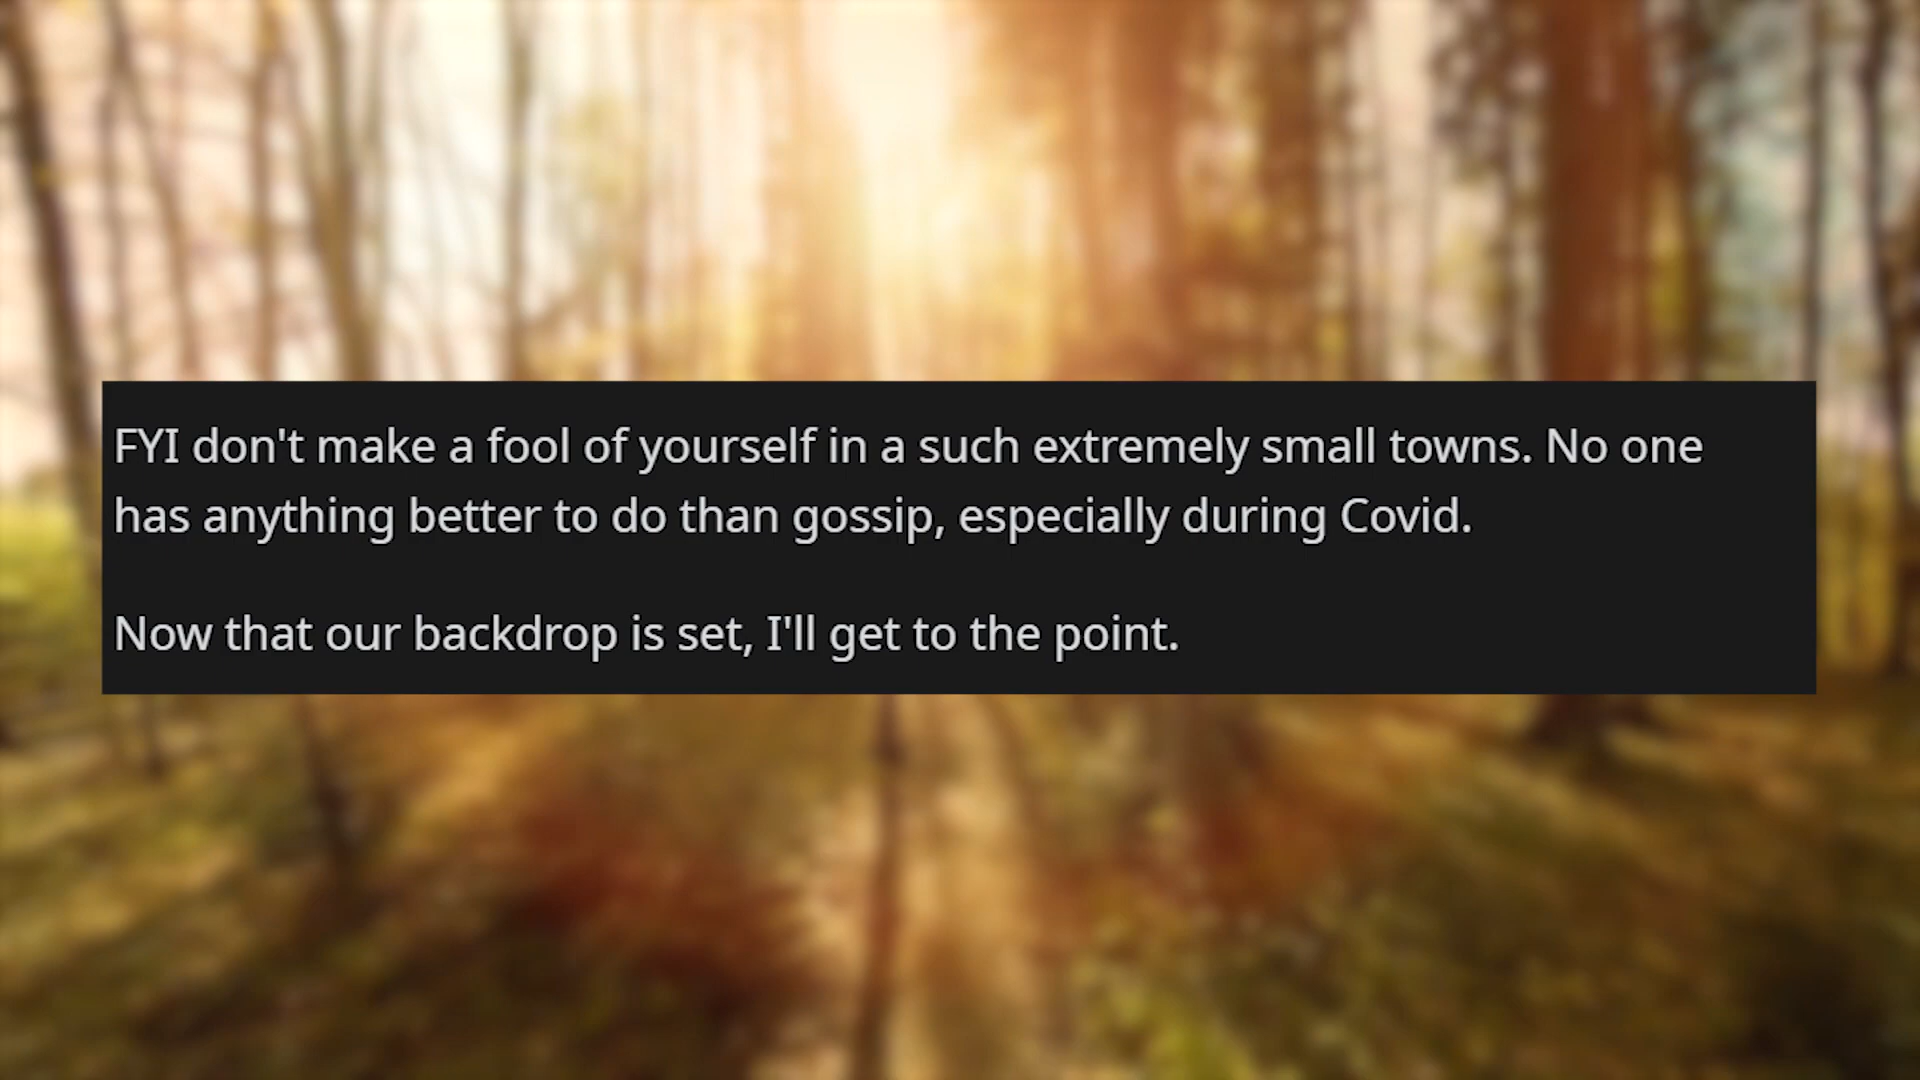 FYI don't make a fool of yourself in a such extremely small towns. No one
has anything better to do than gossip, especially during Covid.
Now that our backdrop is set, I'll get to the point.